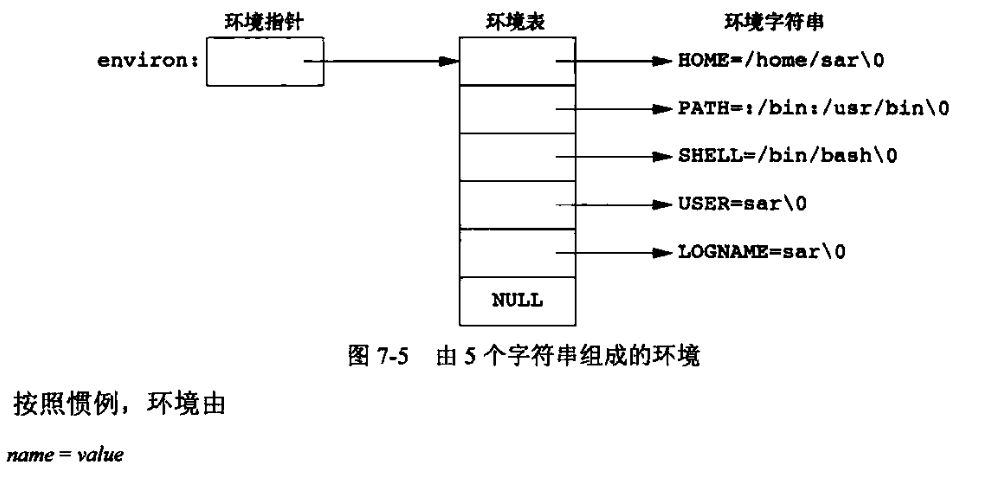 环境指针 环境表 环境字符串
environ: HOME=/home/sar\0
PATH=:/bin:/usr/bin\0
SHELL=/bin/bash\0
USER=sar\0
LOGNAME=sar\0
NULL
图 7-5 由 5 个字符串组成的环境
按照惯例，环境由
name = value